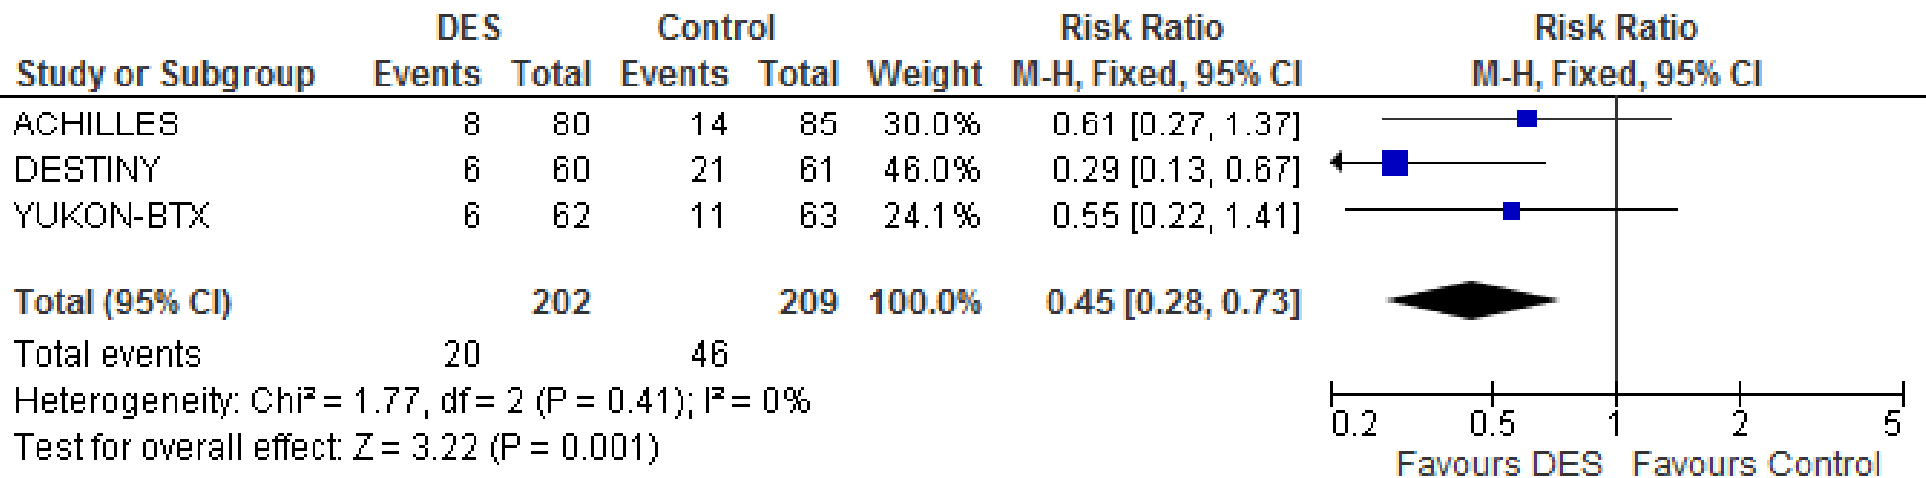 DES Control Risk Ratio Risk Ratio
Study or Subgroup Events Total Events Total Weight M-H, Fixed, 95% CI M-H, Fixed, 95% CI
ACHILLES 8 80 14 85 30.0% 0.61 [0.27, 1.37]
DESTINY 6 60 21 61 46.0% 0.29 [0.13, 0.67]
YUKON-BTX 6 62 11 63 24.1% 0.55 [0.22, 1.41]
Total (95% CI) 202 209 100.0% 0.45 [0.28, 0.73]
Total events 20 46
Heterogeneity: Chi² = 1.77, df = 2 (P = 0.41); I² = 0%
Test for overall effect: Z = 3.22 (P = 0.001)
0.2 0.5 1 2 5
Favours DES Favours Control